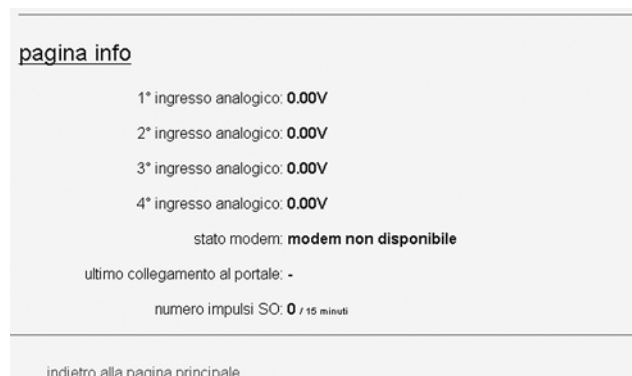 pagina info
1° ingresso analogico: 0.00V
2° ingresso analogico: 0.00V
3° ingresso analogico: 0.00V
4° ingresso analogico: 0.00V
stato modem: modem non disponibile
ultimo collegamento al portale: -
numero impulsi SO: 0 / 15 minuti
indietro alla pagina principale